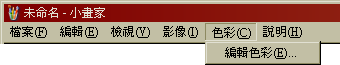 未命名 - 小畫家
檔案(F) 編輯(E) 檢視(V) 影像(I) 色彩(C) 說明(H)
編輯色彩(E)...